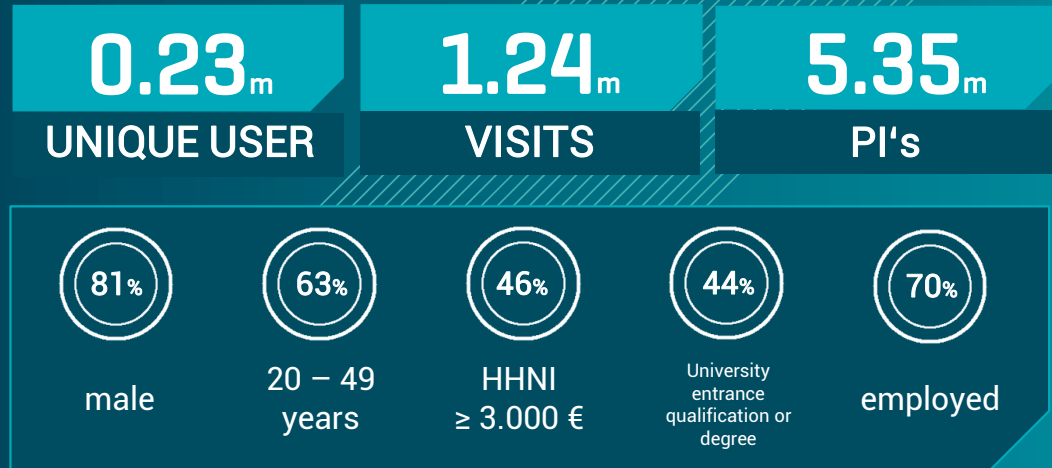 0.23m
1.24m
5.35m
UNIQUE USER
VISITS
PI‘s
81%
63%
46%
44%
70%
male
20 – 49
years
HHNI
≥ 3.000 €
University
entrance
qualification or
degree
employed